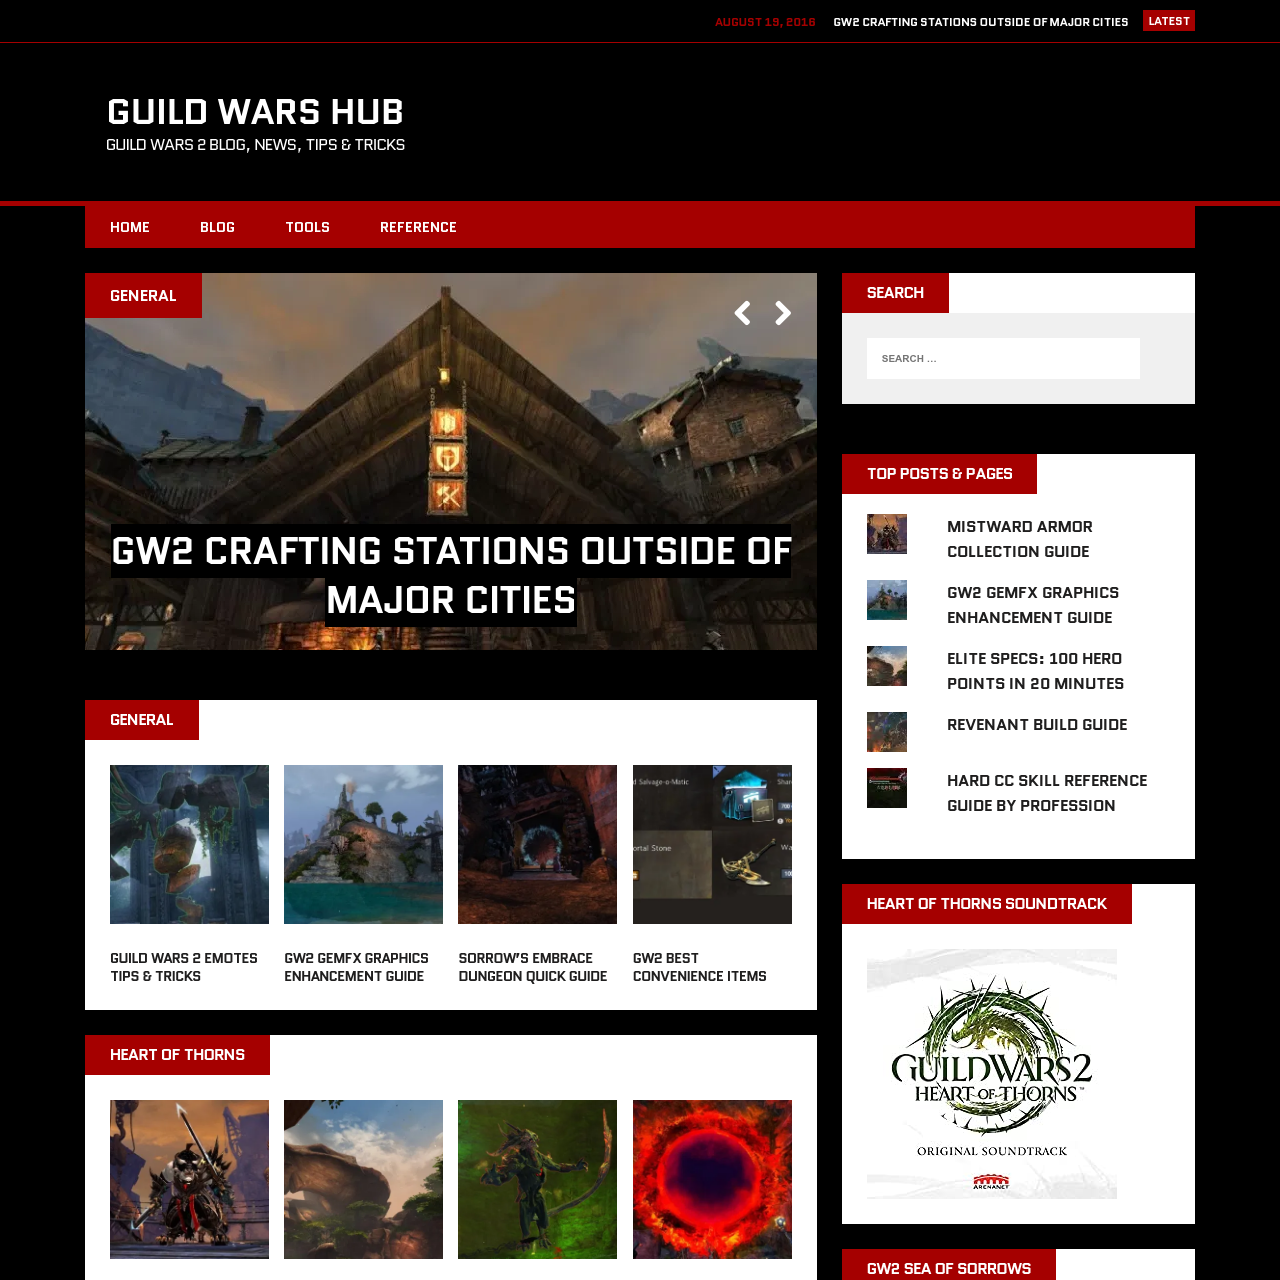 AUGUST 19, 2016 GW2 CRAFTING STATIONS OUTSIDE OF MAJOR CITIES LATEST
GUILD WARS HUB
GUILD WARS 2 BLOG, NEWS, TIPS & TRICKS
HOME BLOG TOOLS REFERENCE
GENERAL
GW2 CRAFTING STATIONS OUTSIDE OF
MAJOR CITIES
GENERAL
d Salvage-o-Matic
ortal Stone
GUILD WARS 2 EMOTES
TIPS & TRICKS
GW2 GEMFX GRAPHICS
ENHANCEMENT GUIDE
SORROW’S EMBRACE
DUNGEON QUICK GUIDE
GW2 BEST
CONVENIENCE ITEMS
HEART OF THORNS
SEARCH
SEARCH …
TOP POSTS & PAGES
MISTWARD ARMOR
COLLECTION GUIDE
GW2 GEMFX GRAPHICS
ENHANCEMENT GUIDE
ELITE SPECS: 100 HERO
POINTS IN 20 MINUTES
REVENANT BUILD GUIDE
HARD CC SKILL REFERENCE
GUIDE BY PROFESSION
HEART OF THORNS SOUNDTRACK
GUILDWARS2
HEART OF THORNS™
ORIGINAL SOUNDTRACK
ARENANET
GW2 SEA OF SORROWS